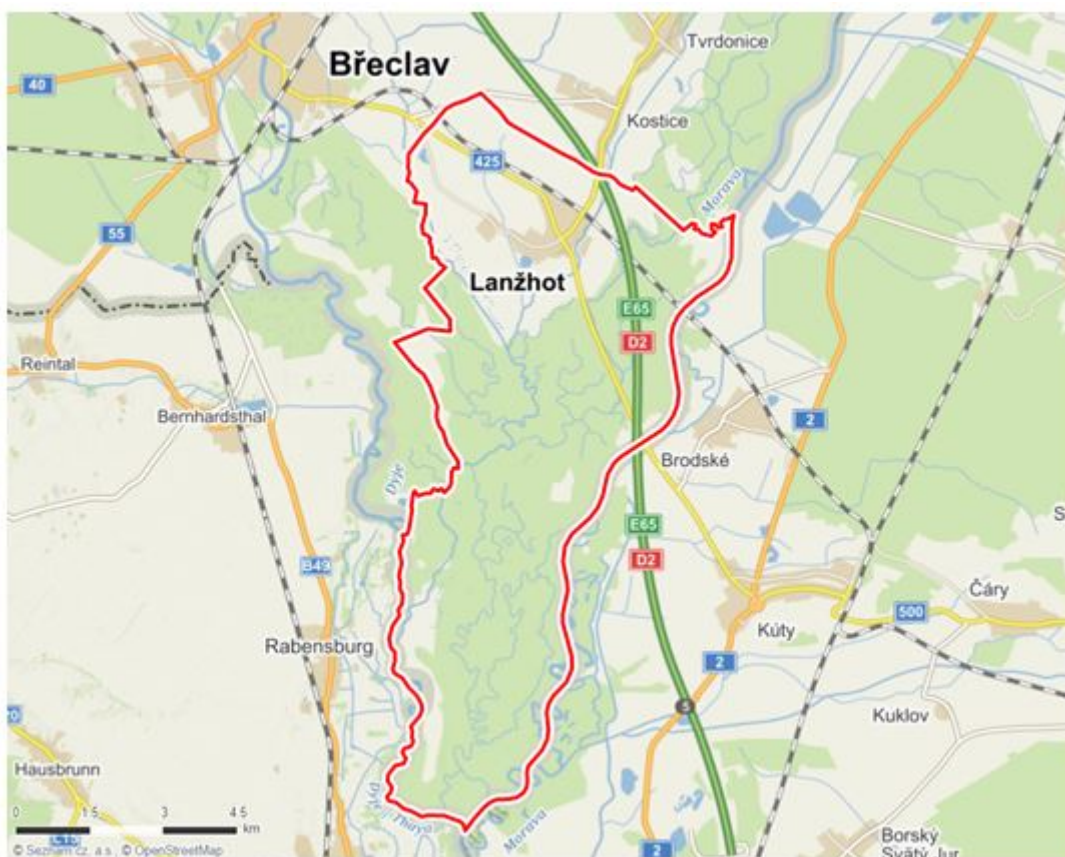 Břeclav
Tvrdonice
40
Kostice
425
Morava
55
Lanžhot
E65
D2
Reintal
2
Bernhardsthal
Brodské
Dyje
E65
D2
B49
Čáry
500
Kúty
Rabensburg
2
Kuklov
Hausbrunn
0 1.5 3 4.5
km
Dyje
Thaya
Morava
2
Borský
Svätý Jur
© Seznam.cz, a.s., © OpenStreetMap